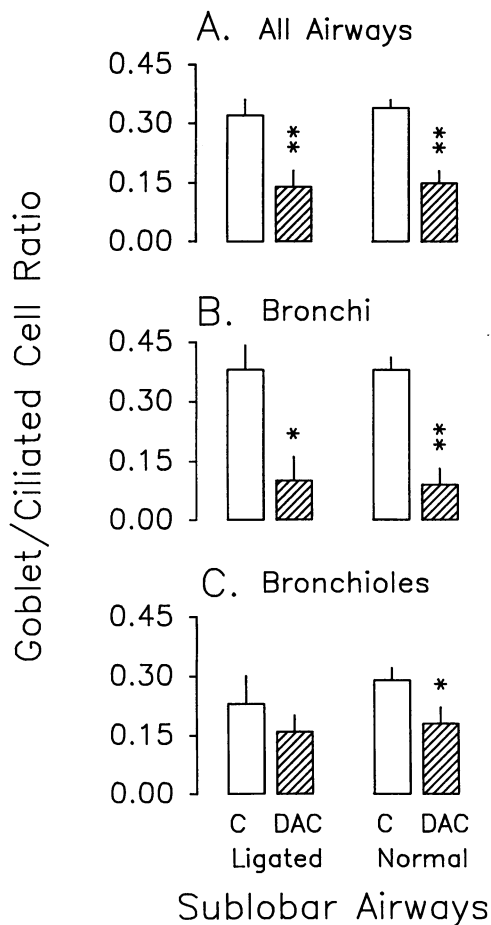 A. All Airways
0.45
0.30
0.15
0.00
**
**
B. Bronchi
0.45
0.30
0.15
0.00
*
**
C. Bronchioles
0.45
0.30
0.15
0.00
*
C DAC C DAC
Ligated Normal
Sublobar Airways
Goblet/Ciliated Cell Ratio